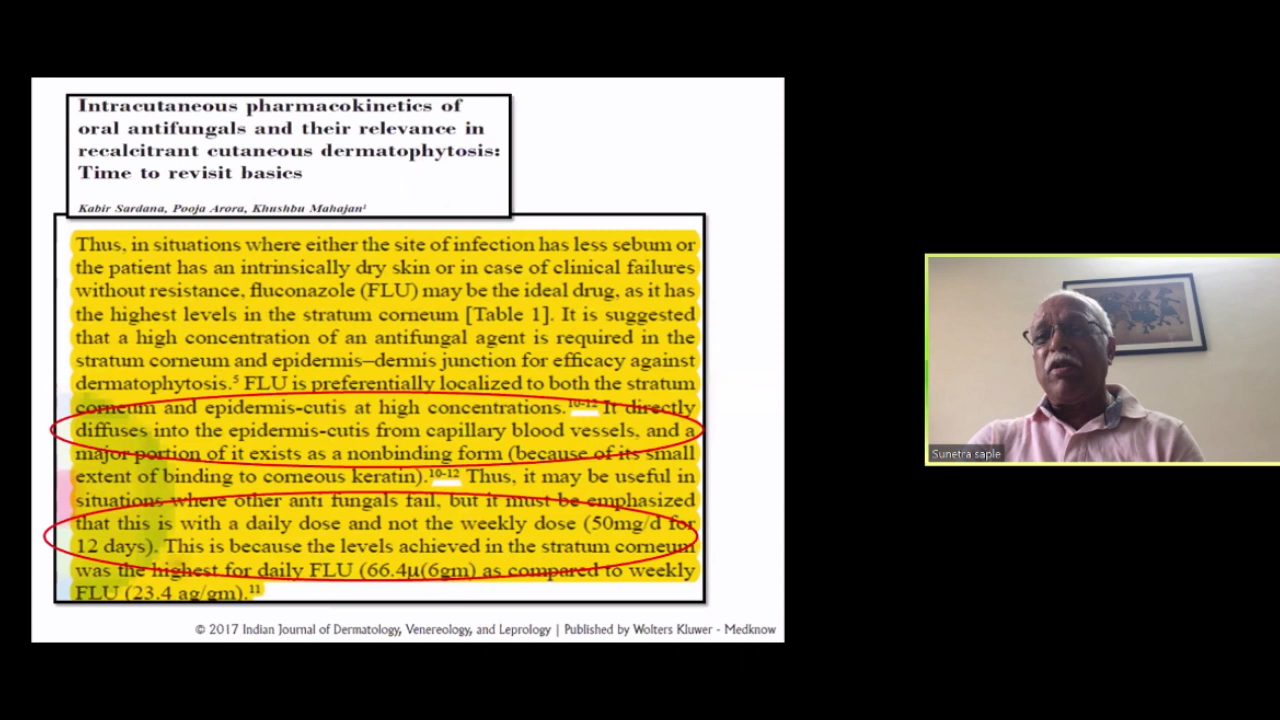 Intracutaneous pharmacokinetics of
oral antifungals and their relevance in
recalcitrant cutaneous dermatophytosis:
Time to revisit basics
Kabir Sardana, Pooja Arora, Khushbu Mahajan¹
Thus, in situations where either the site of infection has less sebum or
the patient has an intrinsically dry skin or in case of clinical failures
without resistance, fluconazole (FLU) may be the ideal drug, as it has
the highest levels in the stratum corneum [Table 1]. It is suggested
that a high concentration of an antifungal agent is required in the
stratum corneum and epidermis–dermis junction for efficacy against
dermatophytosis.⁵ FLU is preferentially localized to both the stratum
corneum and epidermis-cutis at high concentrations.¹⁰⁻¹² It directly
diffuses into the epidermis-cutis from capillary blood vessels, and a
major portion of it exists as a nonbinding form (because of its small
extent of binding to corneous keratin).¹⁰⁻¹² Thus, it may be useful in
situations where other anti fungals fail, but it must be emphasized
that this is with a daily dose and not the weekly dose (50mg/d for
12 days). This is because the levels achieved in the stratum corneum
was the highest for daily FLU (66.4µ(6gm) as compared to weekly
FLU (23.4 ag/gm).¹¹
© 2017 Indian Journal of Dermatology, Venereology, and Leprology | Published by Wolters Kluwer - Medknow
Sunetra saple